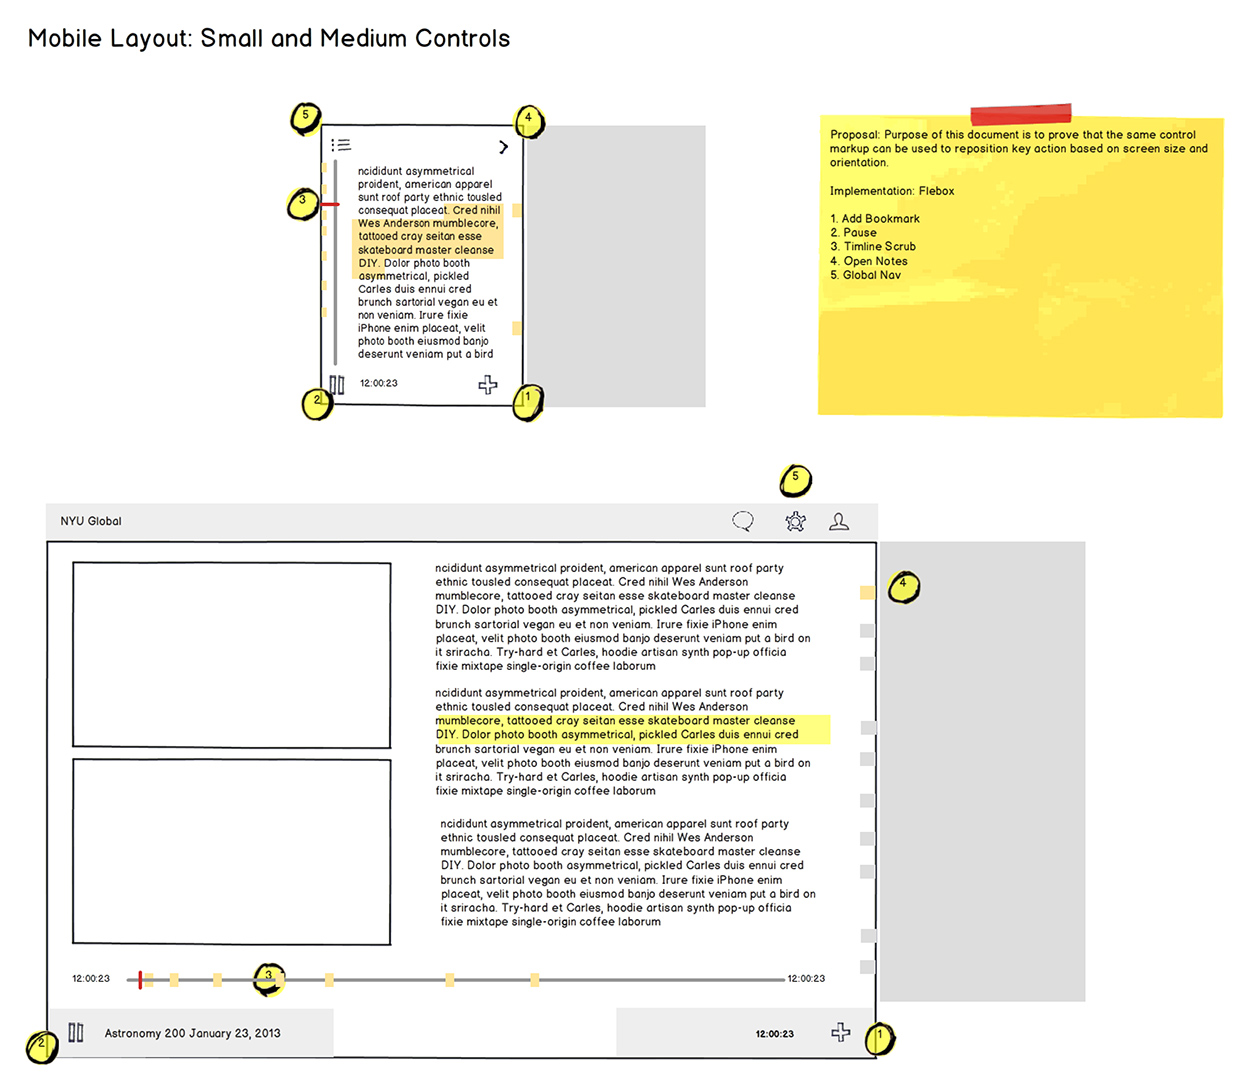 Mobile Layout: Small and Medium Controls
5
4
3
ncididunt asymmetrical
proident, american apparel
sunt roof party ethnic tousled
consequat placeat. Cred nihil
Wes Anderson mumblecore,
tattooed cray seitan esse
skateboard master cleanse
DIY. Dolor photo booth
asymmetrical, pickled
Carles duis ennui cred
brunch sartorial vegan eu et
non veniam. Irure fixie
iPhone enim placeat, velit
photo booth eiusmod banjo
deserunt veniam put a bird
12:00:23
2
1
Proposal: Purpose of this document is to prove that the same control
markup can be used to reposition key action based on screen size and
orientation.
Implementation: Flebox
1. Add Bookmark
2. Pause
3. Timline Scrub
4. Open Notes
5. Global Nav
5
NYU Global
4
ncididunt asymmetrical proident, american apparel sunt roof party
ethnic tousled consequat placeat. Cred nihil Wes Anderson
mumblecore, tattooed cray seitan esse skateboard master cleanse
DIY. Dolor photo booth asymmetrical, pickled Carles duis ennui cred
brunch sartorial vegan eu et non veniam. Irure fixie iPhone enim
placeat, velit photo booth eiusmod banjo deserunt veniam put a bird on
it sriracha. Try-hard et Carles, hoodie artisan synth pop-up officia
fixie mixtape single-origin coffee laborum
ncididunt asymmetrical proident, american apparel sunt roof party
ethnic tousled consequat placeat. Cred nihil Wes Anderson
mumblecore, tattooed cray seitan esse skateboard master cleanse
DIY. Dolor photo booth asymmetrical, pickled Carles duis ennui cred
brunch sartorial vegan eu et non veniam. Irure fixie iPhone enim
placeat, velit photo booth eiusmod banjo deserunt veniam put a bird on
it sriracha. Try-hard et Carles, hoodie artisan synth pop-up officia
fixie mixtape single-origin coffee laborum
ncididunt asymmetrical proident, american apparel sunt roof party
ethnic tousled consequat placeat. Cred nihil Wes Anderson
mumblecore, tattooed cray seitan esse skateboard master cleanse
DIY. Dolor photo booth asymmetrical, pickled Carles duis ennui cred
brunch sartorial vegan eu et non veniam. Irure fixie iPhone enim
placeat, velit photo booth eiusmod banjo deserunt veniam put a bird on
it sriracha. Try-hard et Carles, hoodie artisan synth pop-up officia
fixie mixtape single-origin coffee laborum
12:00:23
3
12:00:23
2
Astronomy 200 January 23, 2013
12:00:23
1